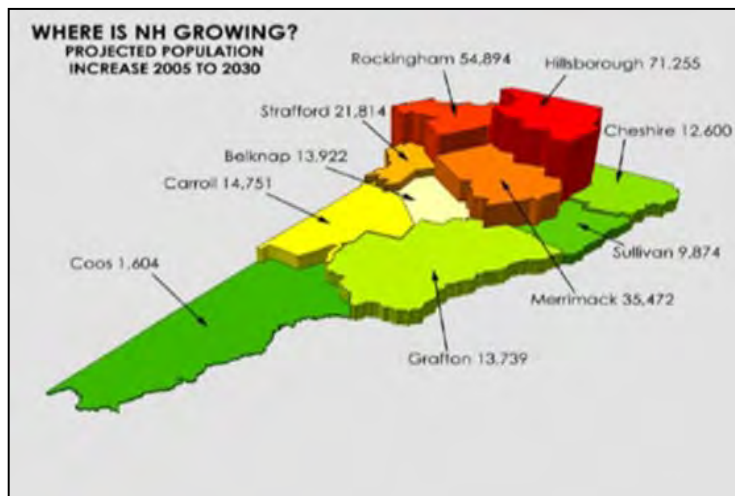 WHERE IS NH GROWING?
PROJECTED POPULATION
INCREASE 2005 TO 2030
Rockingham 54,894
Hillsborough 71,255
Strafford 21,814
Cheshire 12,600
Belknap 13,922
Carroll 14,751
Coos 1,604
Sullivan 9,874
Merrimack 35,472
Grafton 13,739